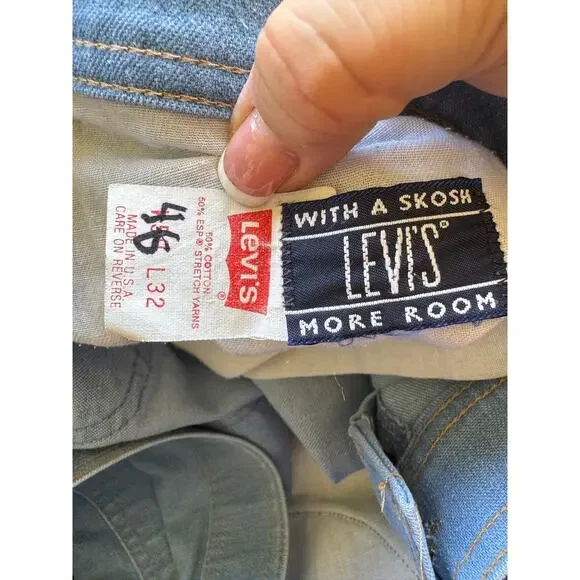 LEVI'S
50% COTTON
50% ESP® STRETCH YARNS
46
L32
MADE IN U.S.A.
CARE ON REVERSE
WITH A SKOSH
LEVI'S®
MORE ROOM